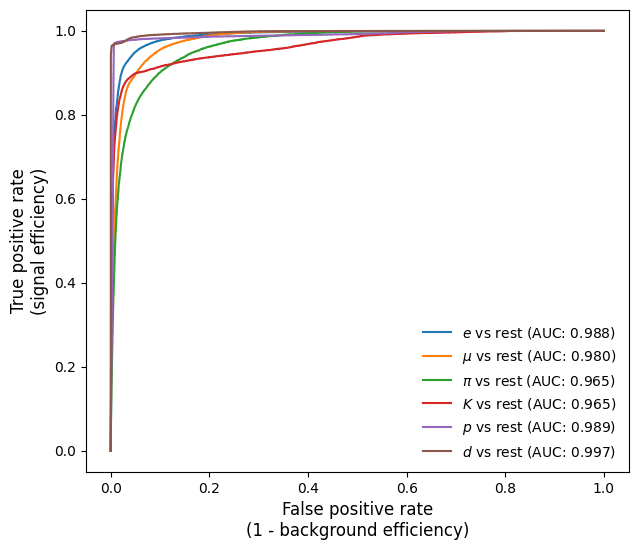 1.0
0.8
0.6
0.4
0.2
0.0
True positive rate
(signal efficiency)
e vs rest (AUC: 0.988)
μ vs rest (AUC: 0.980)
π vs rest (AUC: 0.965)
K vs rest (AUC: 0.965)
p vs rest (AUC: 0.989)
d vs rest (AUC: 0.997)
0.0 0.2 0.4 0.6 0.8 1.0
False positive rate
(1 - background efficiency)